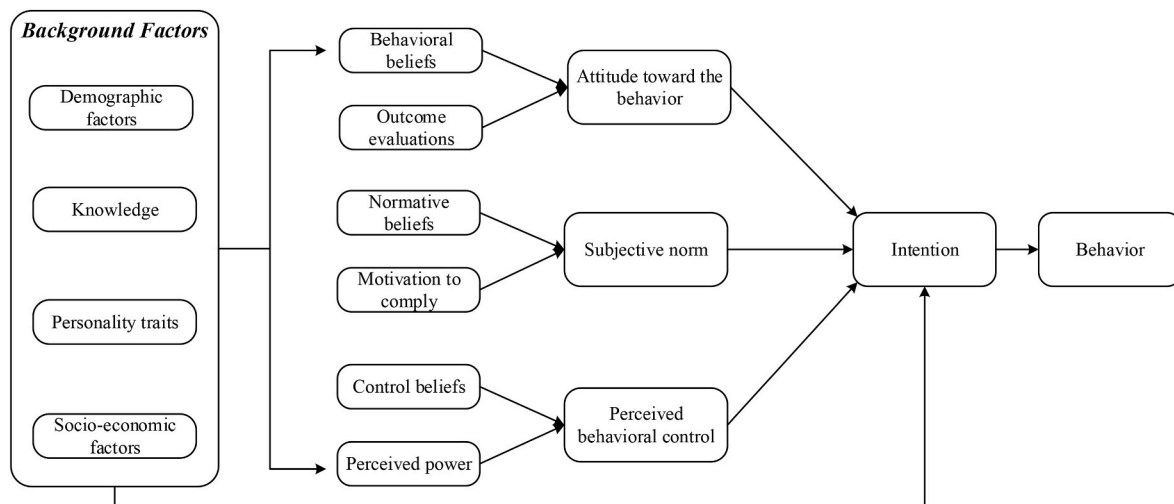 Background Factors
Demographic
factors
Knowledge
Personality traits
Socio-economic
factors
Behavioral
beliefs
Outcome
evaluations
Normative
beliefs
Motivation to
comply
Control beliefs
Perceived power
Attitude toward the
behavior
Subjective norm
Perceived
behavioral control
Intention
Behavior